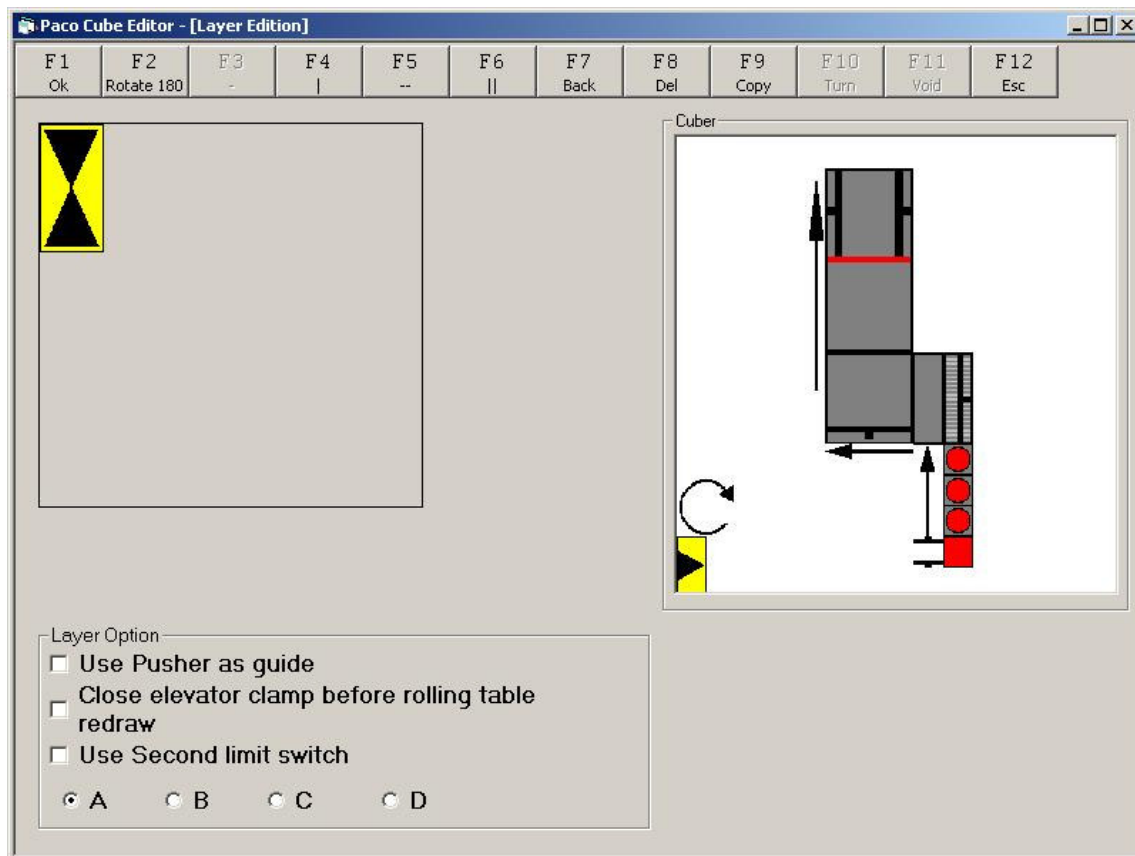 Paco Cube Editor - [Layer Edition]
F1 F2 F3 F4 F5 F6 F7 F8 F9 F10 F11 F12
Ok Rotate 180 - | -- || Back Del Copy Turn Void Esc
Cuber
Layer Option
Use Pusher as guide
Close elevator clamp before rolling table
redraw
Use Second limit switch
A B C D